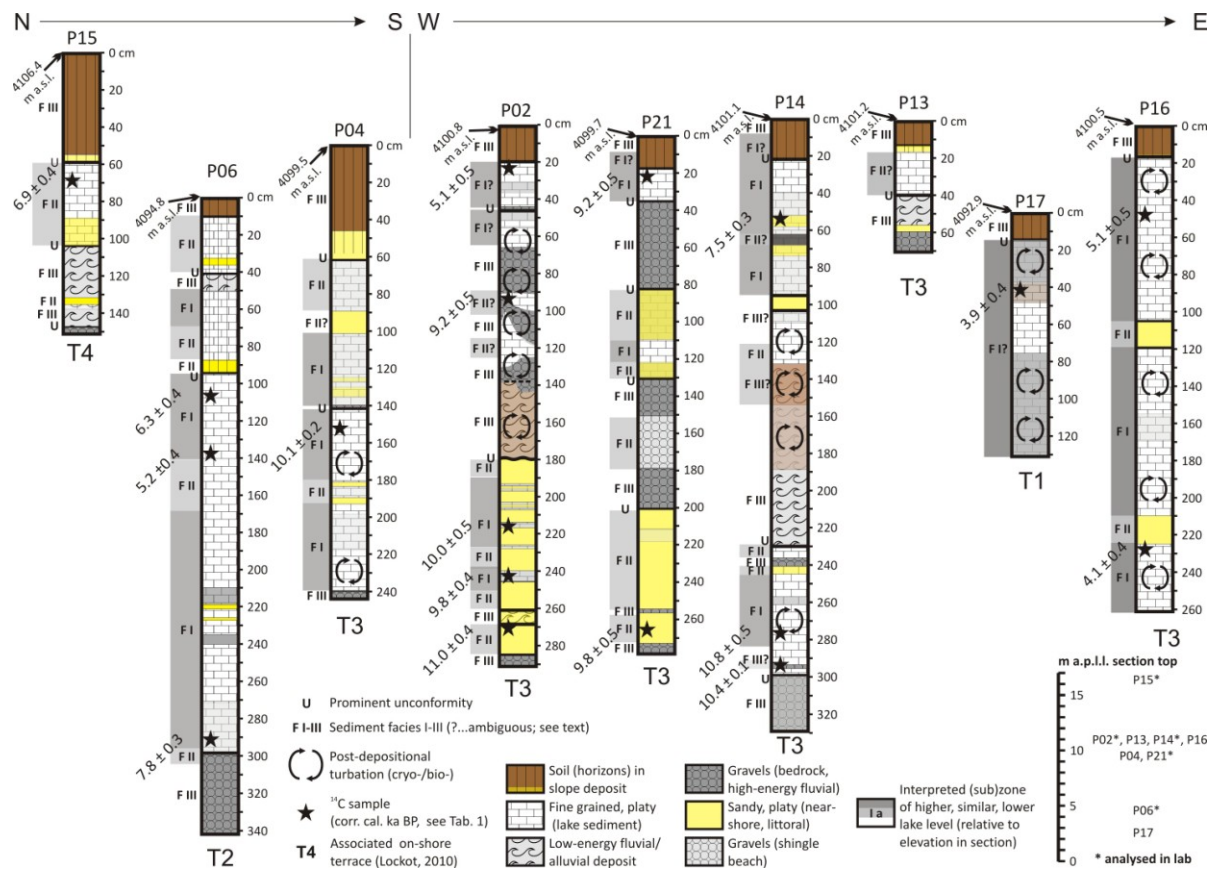 N
S
W
E
P15
4106.4
m a.s.l.
0 cm
20
40
60
80
100
120
140
F III
U
F II
F III
F II
F III
U
6.9 ± 0.4
T4
P06
4094.8
m a.s.l.
0 cm
20
40
60
80
100
120
140
160
180
200
220
240
260
280
300
320
340
F III
F II
U
F III
F I
F II
F II
U
F I
F II
F I
F II
F III
6.3 ± 0.4
5.2 ±0.4
7.8 ± 0.3
T2
P04
4099.5
m a.s.l.
0 cm
20
40
60
80
100
120
140
160
180
200
220
240
F III
U
F II
F II?
F I
U
F I
F II
F I
F III
10.1 ± 0.2
T3
P02
4100.8
m a.s.l.
0 cm
20
40
60
80
100
120
140
160
180
200
220
240
260
280
F III
F I?
U
F I?
F III
F II?
F III
F II?
F III
F III
U
F II
F I
F II
F I
F II
F III
F II
F III
5.1 ± 0.5
9.2 ± 0.5
10.0 ± 0.5
9.8 ± 0.4
11.0 ± 0.4
T3
P21
4099.7
m a.s.l.
0 cm
20
40
60
80
100
120
140
160
180
200
220
240
260
280
F III
F I?
F I
U
F III
U
F II
F I
F II
U
F III
F II
F III
U
F II
F III
F II
F III
9.2 ± 0.5
9.8 ± 0.5
T3
P14
4101.1
m a.s.l.
0 cm
20
40
60
80
100
120
140
160
180
200
220
240
260
280
300
320
F III
F I?
U
F I
F II?
F I
F III?
F II
F III?
F III
U
F II
F III
F II
F I
F III?
U
F III
7.5 ± 0.3
10.8 ± 0.5
10.4 ± 0.1
T3
P13
4101.2
m a.s.l.
0 cm
20
40
60
F III
F II?
U
F III
T3
P17
4092.9
m a.s.l.
0 cm
20
40
60
80
100
120
F III
U
F I?
3.9 ± 0.4
T1
P16
4100.5
m a.s.l.
0 cm
20
40
60
80
100
120
140
160
180
200
220
240
260
F III
U
F I
F II
F I
F II
F I
5.1 ± 0.5
4.1 ± 0.4
T3
U Prominent unconformity
F I-III Sediment facies I-III (?...ambiguous; see text)
Post-depositional
turbation (cryo-/bio-)
¹⁴C sample
(corr. cal. ka BP, see Tab. 1)
T4 Associated on-shore
terrace (Lockot, 2010)
Soil (horizons) in
slope deposit
Fine grained, platy
(lake sediment)
Low-energy fluvial/
alluvial deposit
Gravels (bedrock,
high-energy fluvial)
Sandy, platy (near-
shore, littoral)
Gravels (shingle
beach)
I a
Interpreted (sub)zone
of higher, similar, lower
lake level (relative to
elevation in section)
m a.p.l.l. section top
15
10
5
0
P15*
P02*, P13, P14*, P16
P04, P21*
P06*
P17
* analysed in lab